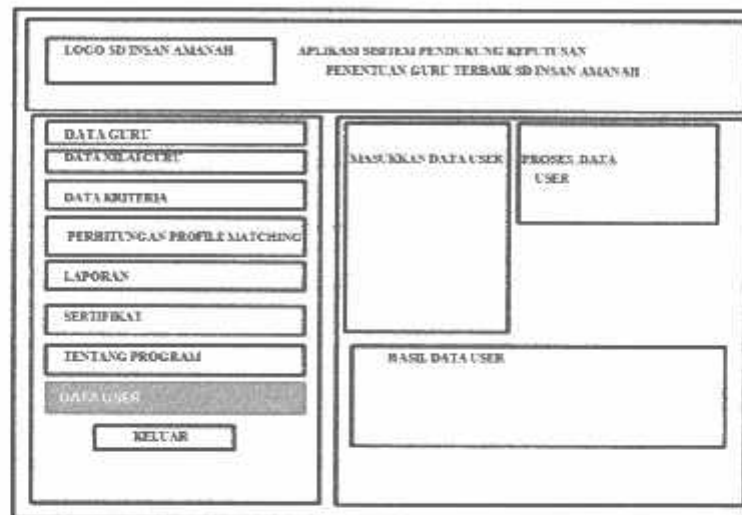 LOGO SD INSAN AMANAH
APLIKASI SISITEM PENDUKUNG KEPUTUSAN
PENENTUAN GURU TERBAIK SD INSAN AMANAH
DATA GURU
DATA NILAI GURU
DATA KRITERIA
PERHITUNGAN PROFILE MATCHING
LAPORAN
SERTIFIKAT
TENTANG PROGRAM
DATA USER
KELUAR
MASUKKAN DATA USER
PROSES DATA
USER
HASIL DATA USER